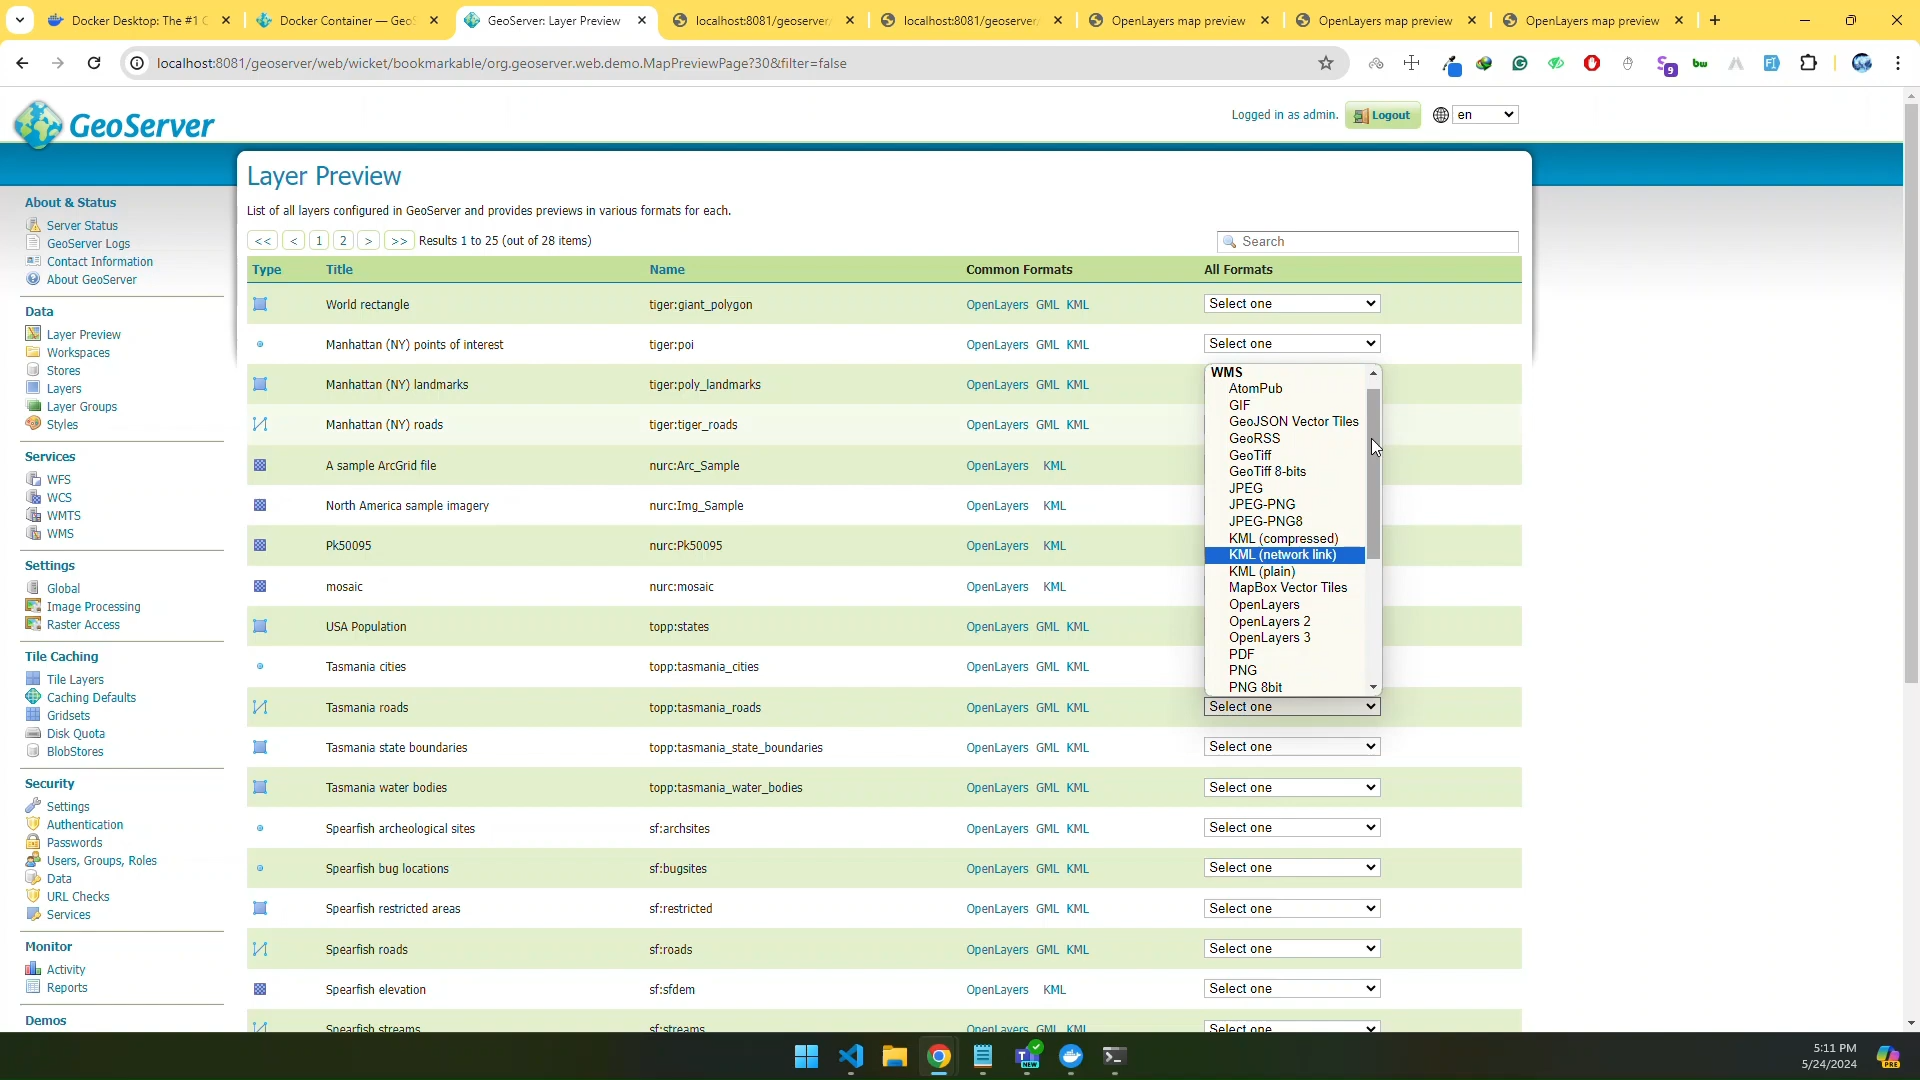 Docker Desktop: The #1 C
Docker Container — Geo
GeoServer: Layer Preview
localhost:8081/geoserver/
localhost:8081/geoserver
OpenLayers map preview
OpenLayers map preview
OpenLayers map preview
localhost:8081/geoserver/web/wicket/bookmarkable/org.geoserver.web.demo.MapPreviewPage?30&filter=false
GeoServer
Logged in as admin.
Logout
en
About & Status
Server Status
GeoServer Logs
Contact Information
About GeoServer
Data
Layer Preview
Workspaces
Stores
Layers
Layer Groups
Styles
Services
WFS
WCS
WMTS
WMS
Settings
Global
Image Processing
Raster Access
Tile Caching
Tile Layers
Caching Defaults
Gridsets
Disk Quota
BlobStores
Security
Settings
Authentication
Passwords
Users, Groups, Roles
Data
URL Checks
Services
Monitor
Activity
Reports
Demos
Layer Preview
List of all layers configured in GeoServer and provides previews in various formats for each.
<< < 1 2 > >> Results 1 to 25 (out of 28 items)
Search
Type Title Name Common Formats All Formats
World rectangle tiger:giant_polygon OpenLayers GML KML Select one
Manhattan (NY) points of interest tiger:poi OpenLayers GML KML Select one
Manhattan (NY) landmarks tiger:poly_landmarks OpenLayers GML KML
Manhattan (NY) roads tiger:tiger_roads OpenLayers GML KML
A sample ArcGrid file nurc:Arc_Sample OpenLayers KML
North America sample imagery nurc:Img_Sample OpenLayers KML
Pk50095 nurc:Pk50095 OpenLayers KML
mosaic nurc:mosaic OpenLayers KML
USA Population topp:states OpenLayers GML KML
Tasmania cities topp:tasmania_cities OpenLayers GML KML
Tasmania roads topp:tasmania_roads OpenLayers GML KML Select one
Tasmania state boundaries topp:tasmania_state_boundaries OpenLayers GML KML Select one
Tasmania water bodies topp:tasmania_water_bodies OpenLayers GML KML Select one
Spearfish archeological sites sf:archsites OpenLayers GML KML Select one
Spearfish bug locations sf:bugsites OpenLayers GML KML Select one
Spearfish restricted areas sf:restricted OpenLayers GML KML Select one
Spearfish roads sf:roads OpenLayers GML KML Select one
Spearfish elevation sf:sfdem OpenLayers KML Select one
Spearfish streams sf:streams OpenLayers GML KML Select one
WMS
AtomPub
GIF
GeoJSON Vector Tiles
GeoRSS
GeoTiff
GeoTiff 8-bits
JPEG
JPEG-PNG
JPEG-PNG8
KML (compressed)
KML (network link)
KML (plain)
MapBox Vector Tiles
OpenLayers
OpenLayers 2
OpenLayers 3
PDF
PNG
PNG 8bit
5:11 PM
5/24/2024